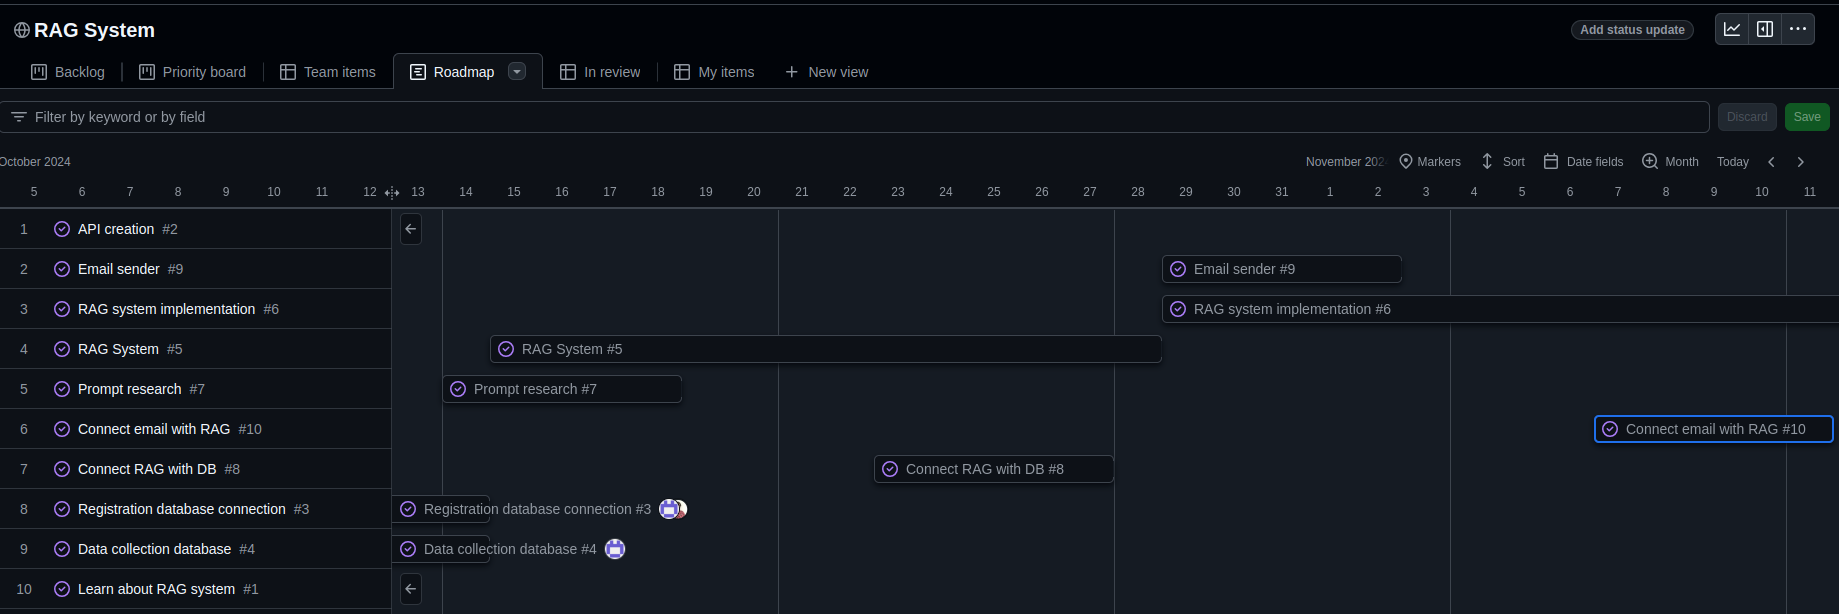 RAG System
Add status update
Backlog
Priority board
Team items
Roadmap
In review
My items
New view
Filter by keyword or by field
Discard
Save
October 2024
November 202
Markers
Sort
Date fields
Month
Today
5 6 7 8 9 10 11 12 13 14 15 16 17 18 19 20 21 22 23 24 25 26 27 28 29 30 31 1 2 3 4 5 6 7 8 9 10 11
1 API creation #2
2 Email sender #9
Email sender #9
3 RAG system implementation #6
RAG system implementation #6
4 RAG System #5
RAG System #5
5 Prompt research #7
Prompt research #7
6 Connect email with RAG #10
Connect email with RAG #10
7 Connect RAG with DB #8
Connect RAG with DB #8
8 Registration database connection #3
Registration database connection #3
9 Data collection database #4
Data collection database #4
10 Learn about RAG system #1